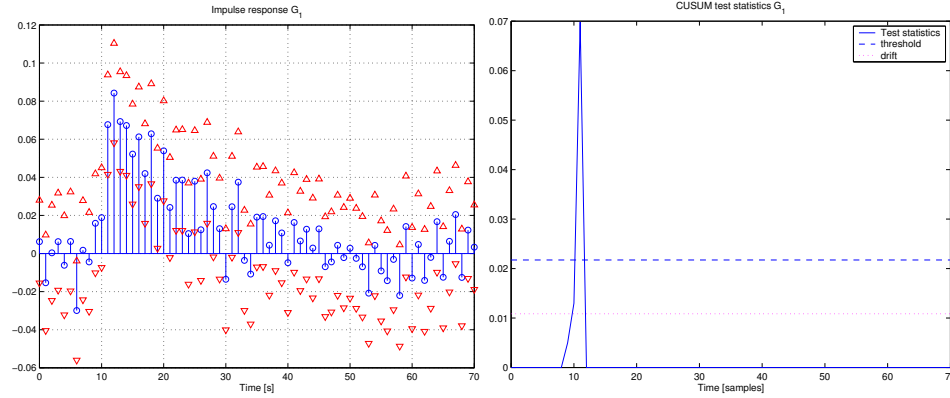 Impulse response G1
0.12
0.1
0.08
0.06
0.04
0.02
0
−0.02
−0.04
−0.06
0 10 20 30 40 50 60 70
Time [s]
CUSUM test statistics G1
0.07
0.06
0.05
0.04
0.03
0.02
0.01
0
0 10 20 30 40 50 60 70
Time [samples]
Test statistics
threshold
drift